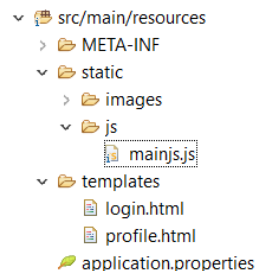 src/main/resources
META-INF
static
images
js
mainjs.js
templates
login.html
profile.html
application.properties